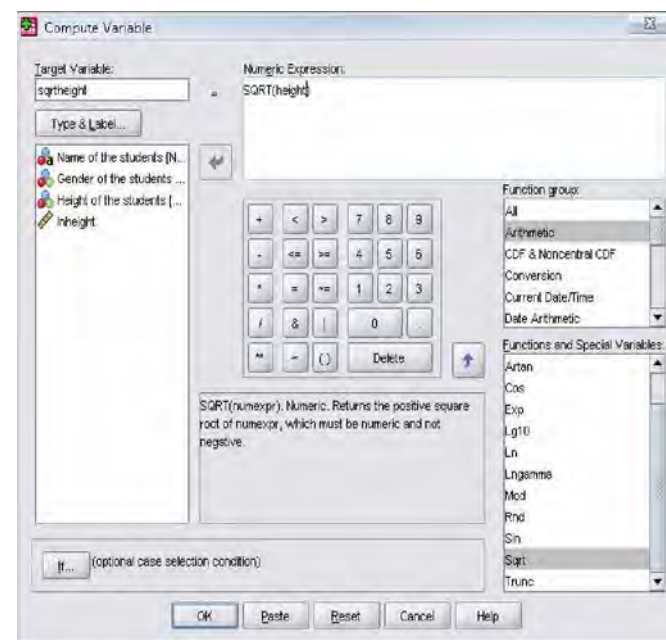 Compute Variable
Target Variable:
sqrtheight
=
Numeric Expression:
SQRT(height)
Type & Label...
Name of the students [N...
Gender of the students ...
Height of the students [...
lnheight
+ < > 7 8 9
- <= >= 4 5 6
* = ~= 1 2 3
/ & | 0 .
** ~ ( ) Delete
Function group:
All
Arithmetic
CDF & Noncentral CDF
Conversion
Current Date/Time
Date Arithmetic
SQRT(numexpr). Numeric. Returns the positive square
root of numexpr, which must be numeric and not
negative.
Functions and Special Variables:
Artan
Cos
Exp
Lg10
Ln
Lngamma
Mod
Rnd
Sin
Sqrt
Trunc
If... (optional case selection condition)
OK Paste Reset Cancel Help